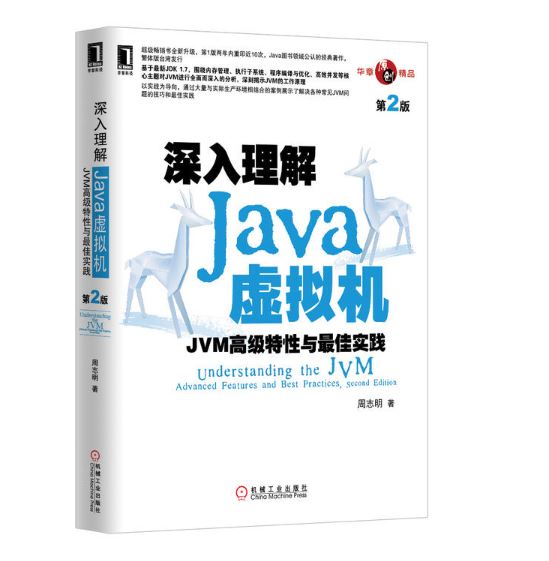 超级畅销书全新升级，第1版两年内重印近10次，Java图书领域公认的经典著作，
繁体版台湾发行
基于最新JDK 1.7，围绕内存管理、执行子系统、程序编译与优化、高效并发等核
心主题对JVM进行全面而深入的分析，深刻揭示JVM的工作原理
以实战为导向，通过大量与实际生产环境相结合的案例展示了解决各种常见JVM问
题的技巧和最佳实践
华章
原创
精品
第2版
深入理解
Java
虚拟机
JVM高级特性与最佳实践
Understanding the JVM
Advanced Features and Best Practices, Second Edition
周志明 著
机械工业出版社
China Machine Press
深入理解
Java虚拟机
JVM高级特性与最佳实践
第2版
Understanding
the
JVM
周志明 著
机械工业出版社